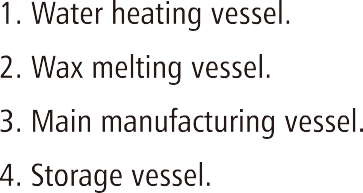 1. Water heating vessel.
2. Wax melting vessel.
3. Main manufacturing vessel.
4. Storage vessel.